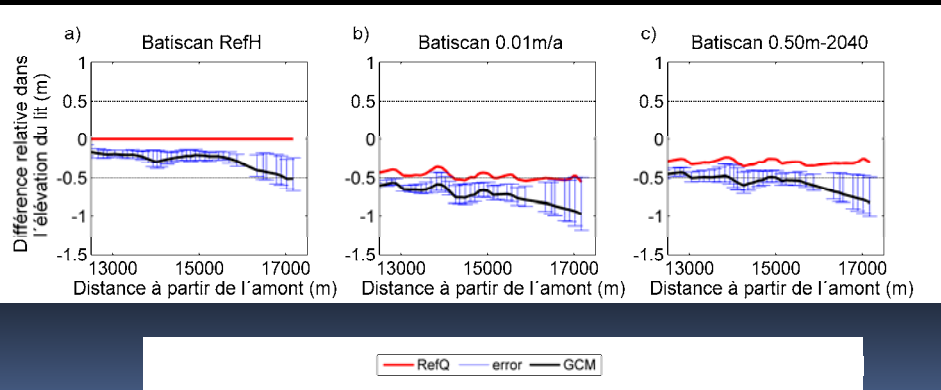 a) Batiscan RefH
b) Batiscan 0.01m/a
c) Batiscan 0.50m-2040
Différence relative dans
l´élévation du lit (m)
1
0.5
0
-0.5
-1
-1.5
13000 15000 17000
Distance à partir de l´amont (m)
1
0.5
0
-0.5
-1
-1.5
13000 15000 17000
Distance à partir de l´amont (m)
1
0.5
0
-0.5
-1
-1.5
13000 15000 17000
Distance à partir de l´amont (m)
RefQ error GCM